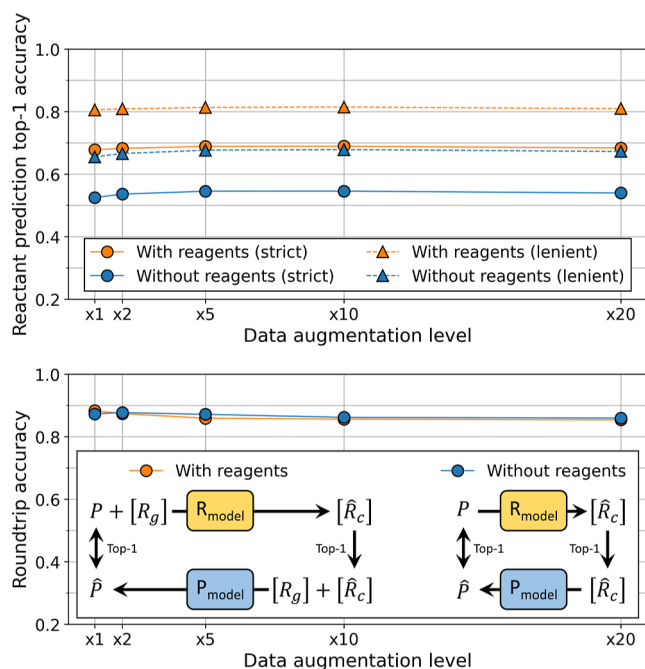 Reactant prediction top-1 accuracy
1.0
0.8
0.6
0.4
0.2
With reagents (strict)
Without reagents (strict)
With reagents (lenient)
Without reagents (lenient)
x1 x2 x5 x10 x20
Data augmentation level
Roundtrip accuracy
1.0
0.8
0.6
0.4
0.2
With reagents
Without reagents
P + [R_g] R_model [R̂_c]
P R_model [R̂_c]
Top-1 Top-1
Top-1 Top-1
P̂ P_model [R_g] + [R̂_c]
P̂ P_model [R̂_c]
x1 x2 x5 x10 x20
Data augmentation level